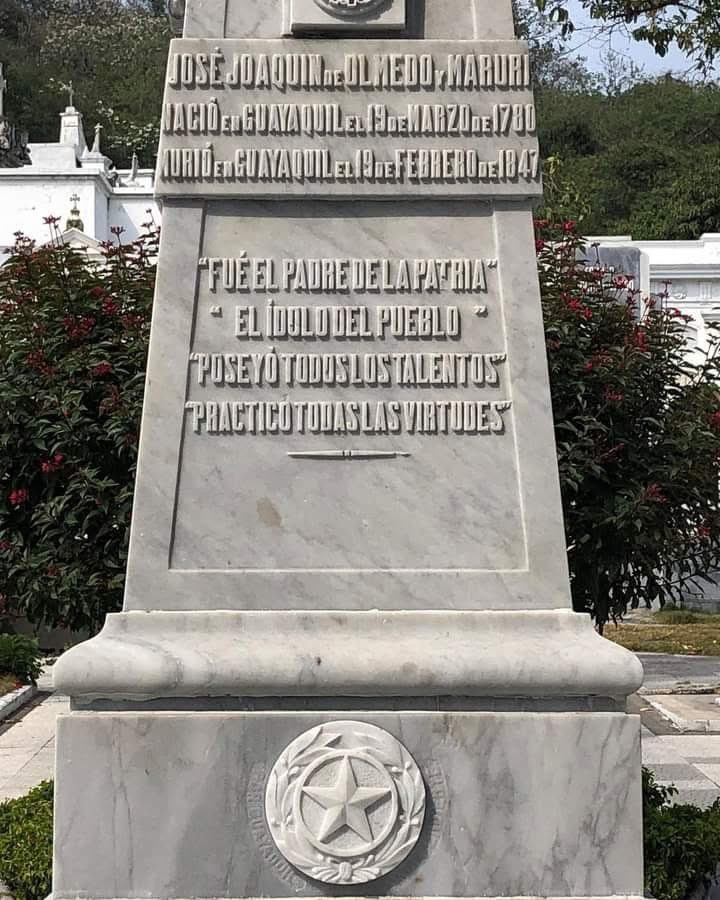 JOSÉ JOAQUIN DE OLMEDO Y MARURI
NACIÓ EN GUAYAQUIL EL 19 DE MARZO DE 1780
MURIÓ EN GUAYAQUIL EL 19 DE FEBRERO DE 1847
“FUÉ EL PADRE DE LA PATRIA”
“ EL ÍDOLO DEL PUEBLO ”
“POSEYÓ TODOS LOS TALENTOS”
“PRACTICÓ TODAS LAS VIRTUDES”